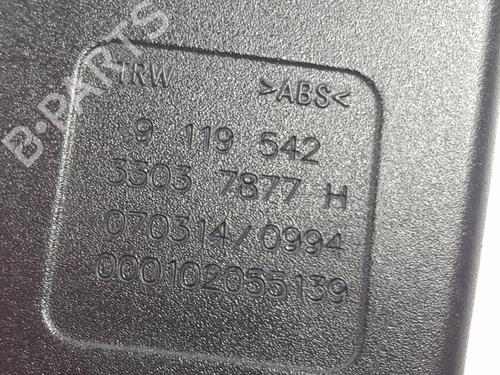 TRW >ABS<
9 119 542
3303 7877 H
070314/0994
000102055139
B-PARTS